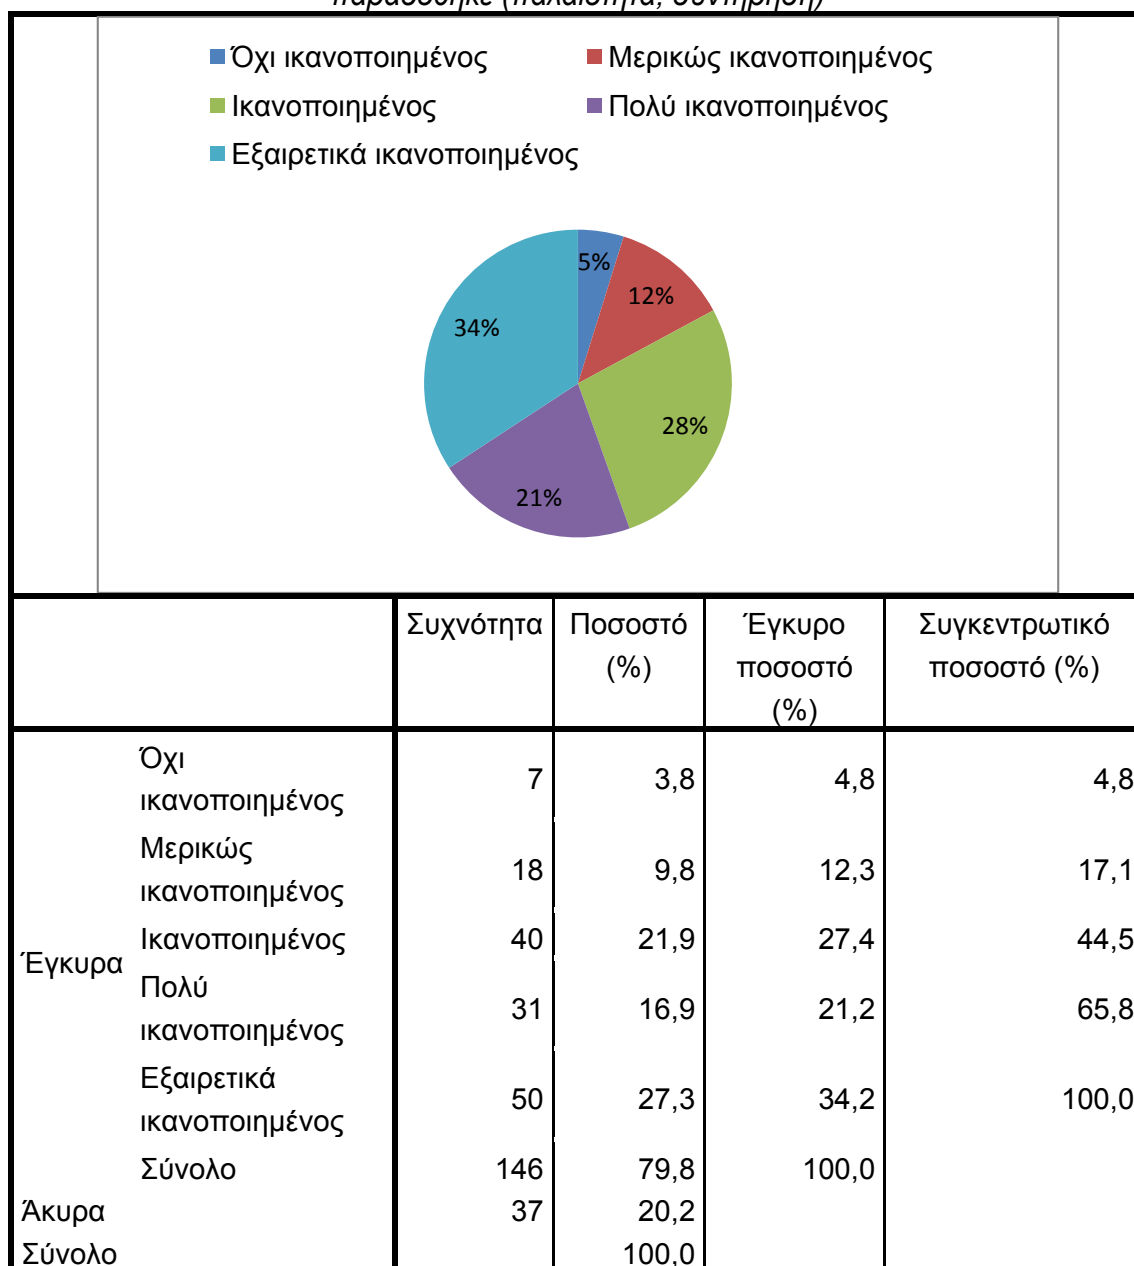 παραδόθηκε (παλαιότητα, συντήρηση)
Όχι ικανοποιημένος Μερικώς ικανοποιημένος
Ικανοποιημένος Πολύ ικανοποιημένος
Εξαιρετικά ικανοποιημένος
5%
12%
34%
28%
21%
Συχνότητα Ποσοστό (%) Έγκυρο ποσοστό (%) Συγκεντρωτικό ποσοστό (%)
Έγκυρα
Όχι ικανοποιημένος 7 3,8 4,8 4,8
Μερικώς ικανοποιημένος 18 9,8 12,3 17,1
Ικανοποιημένος 40 21,9 27,4 44,5
Πολύ ικανοποιημένος 31 16,9 21,2 65,8
Εξαιρετικά ικανοποιημένος 50 27,3 34,2 100,0
Σύνολο 146 79,8 100,0
Άκυρα 37 20,2
Σύνολο 100,0